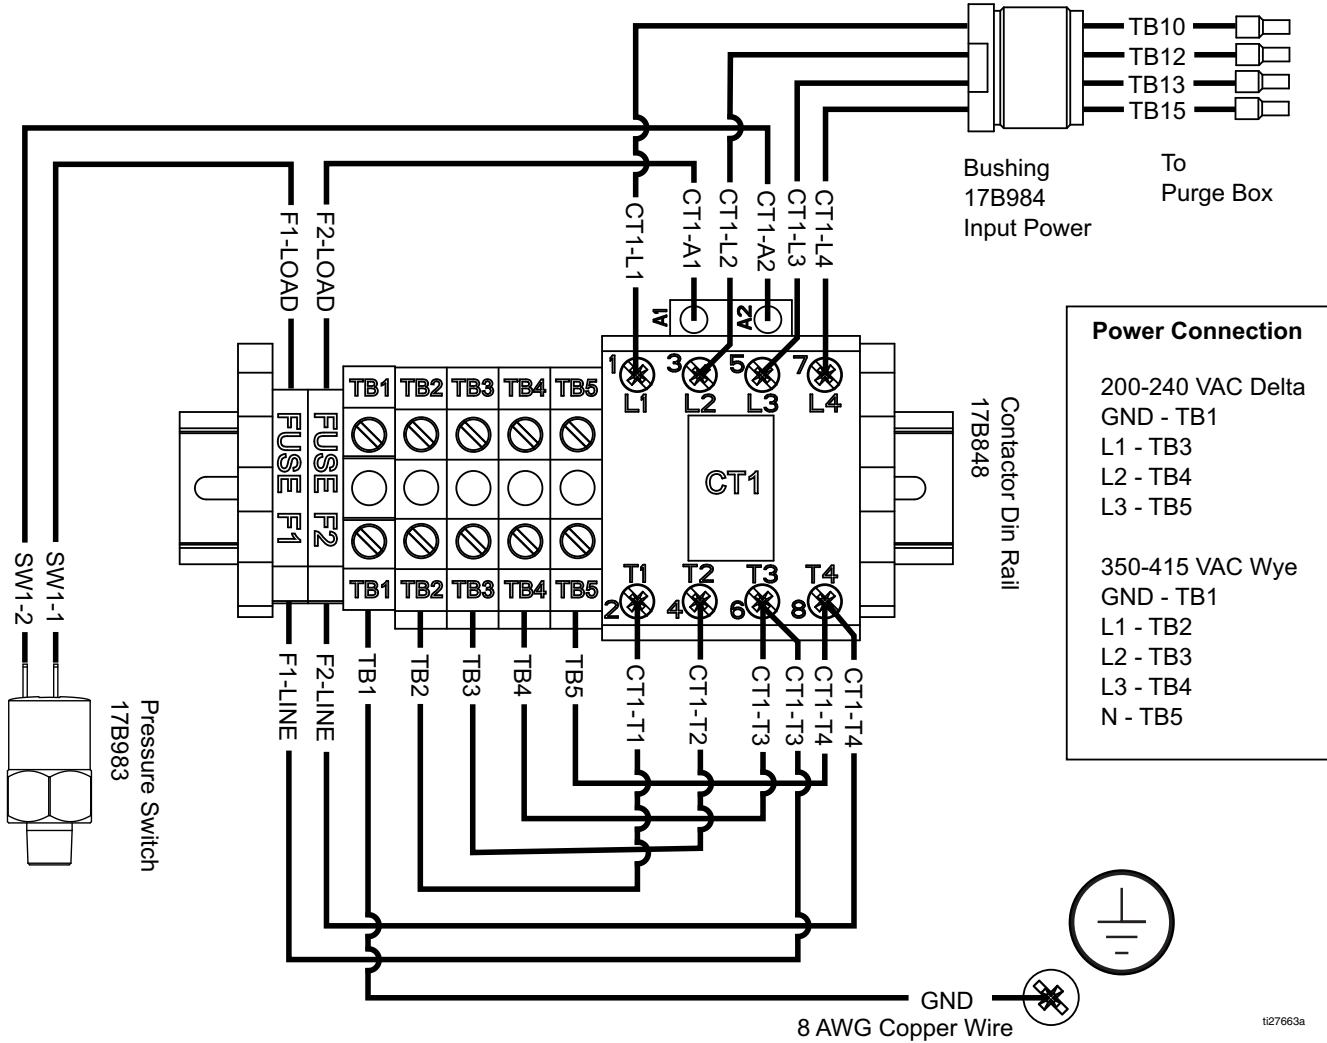 TB10
TB12
TB13
TB15
Bushing
17B984
Input Power
To
Purge Box
F1-LOAD
F2-LOAD
CT1-L1
CT1-A1
CT1-L2
CT1-A2
CT1-L3
CT1-L4
A1
A2
1
3
5
7
L1
L2
L3
L4
TB1
TB2
TB3
TB4
TB5
FUSE F1
FUSE F2
CT1
Contactor Din Rail
17B848
Power Connection
200-240 VAC Delta
GND - TB1
L1 - TB3
L2 - TB4
L3 - TB5
350-415 VAC Wye
GND - TB1
L1 - TB2
L2 - TB3
L3 - TB4
N - TB5
SW1-2
SW1-1
T1
T2
T3
T4
2
4
6
8
TB1
TB2
TB3
TB4
TB5
F1-LINE
F2-LINE
TB1
TB2
TB3
TB4
TB5
CT1-T1
CT1-T2
CT1-T3
CT1-T3
CT1-T4
CT1-T4
Pressure Switch
17B983
GND
8 AWG Copper Wire
ti27663a